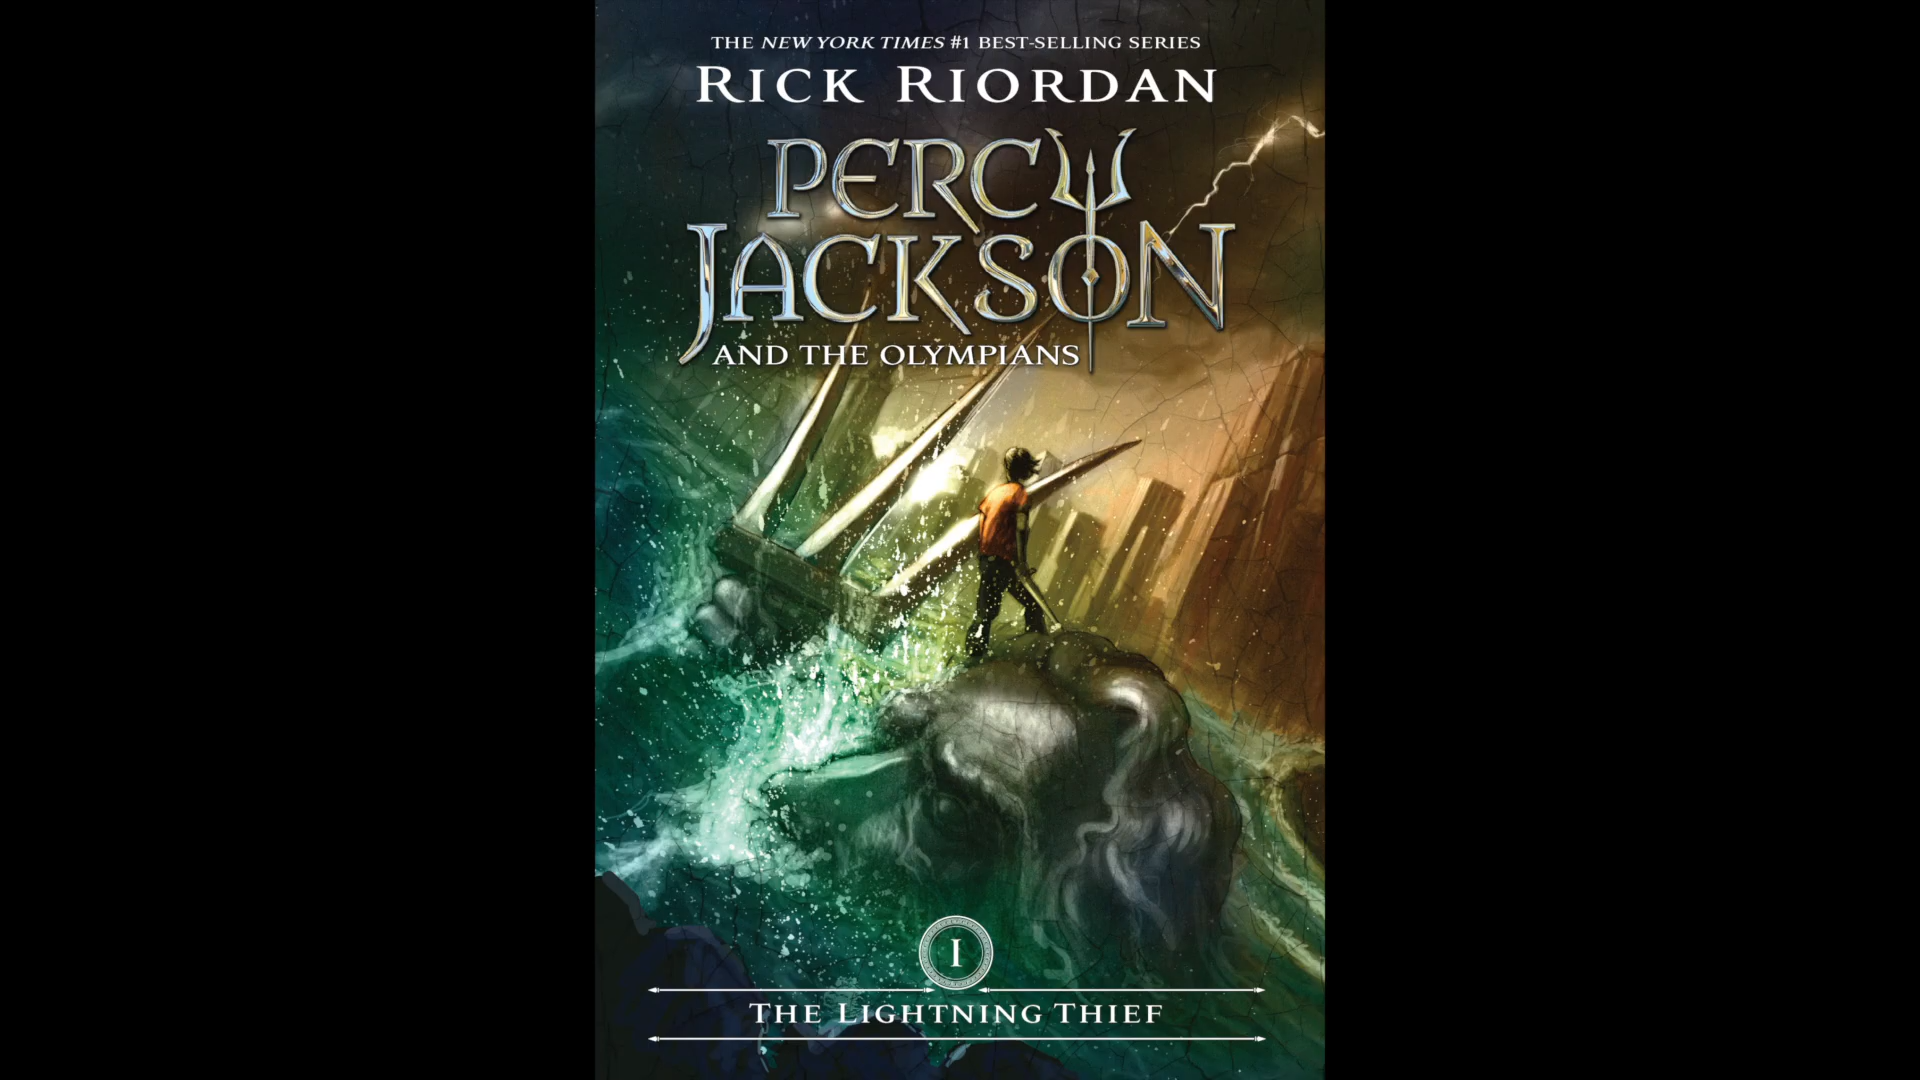 THE NEW YORK TIMES #1 BEST-SELLING SERIES
RICK RIORDAN
PERCY
JACKSON
AND THE OLYMPIANS
I
THE LIGHTNING THIEF